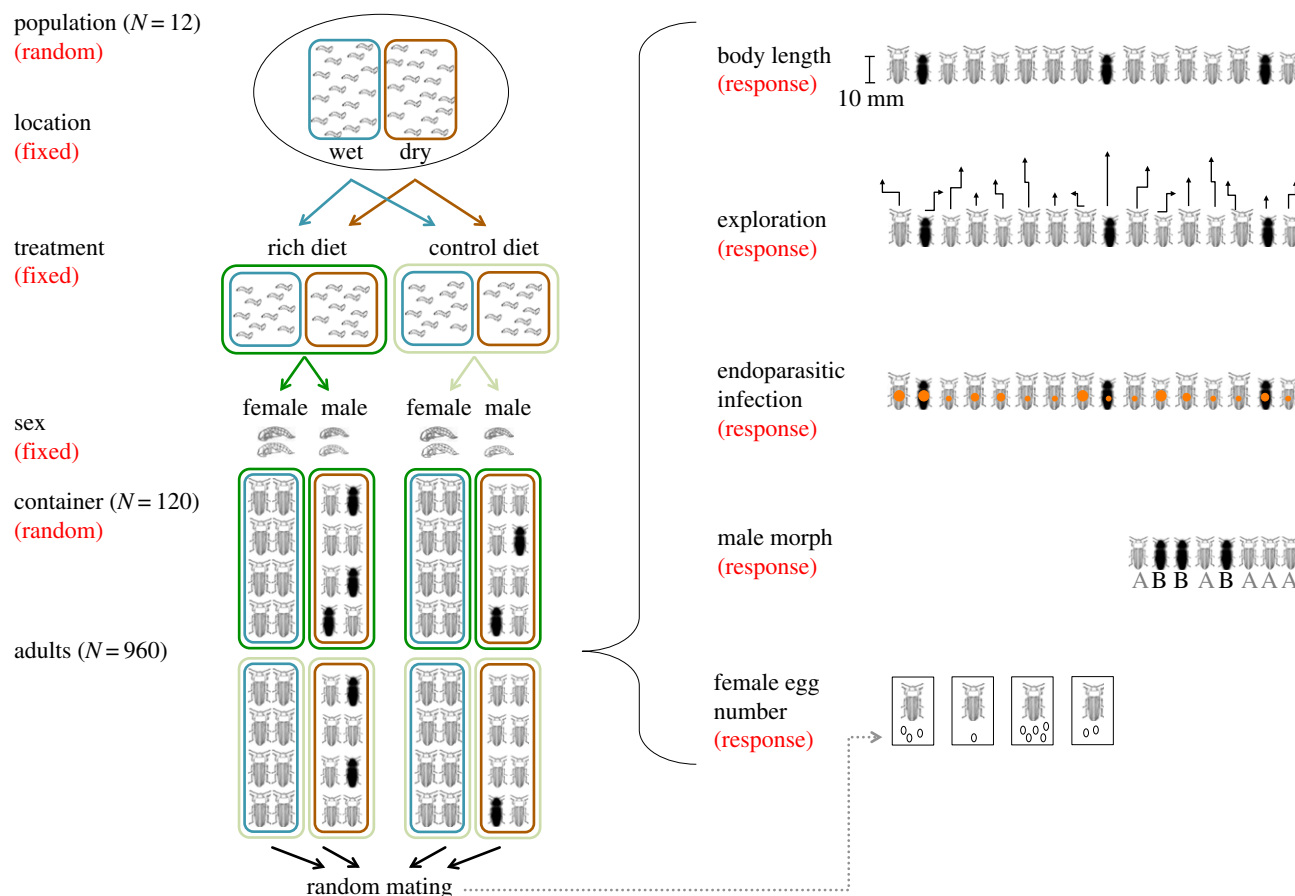 population (N = 12)
(random)
location
(fixed)
wet
dry
treatment
(fixed)
rich diet
control diet
sex
(fixed)
female
male
female
male
container (N = 120)
(random)
adults (N = 960)
random mating
body length
(response)
10 mm
exploration
(response)
endoparasitic
infection
(response)
male morph
(response)
A B B A B A A A
female egg
number
(response)